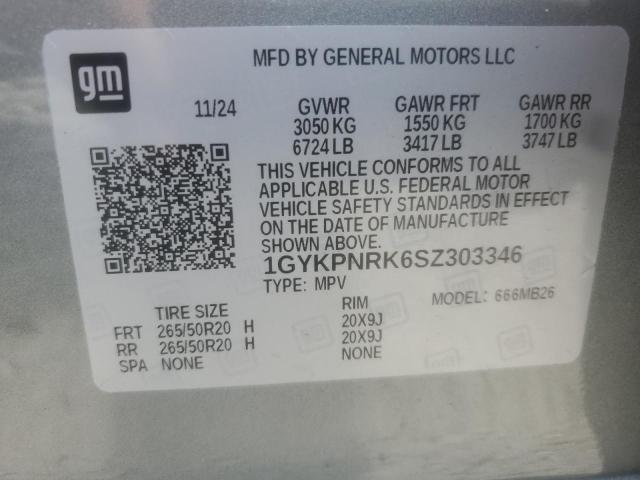 gm
MFD BY GENERAL MOTORS LLC
11/24 GVWR GAWR FRT GAWR RR
3050 KG 1550 KG 1700 KG
6724 LB 3417 LB 3747 LB
THIS VEHICLE CONFORMS TO ALL
APPLICABLE U.S. FEDERAL MOTOR
VEHICLE SAFETY STANDARDS IN EFFECT
ON THE DATE OF MANUFACTURE
SHOWN ABOVE.
1GYKPNRK6SZ303346
TYPE: MPV MODEL: 666MB26
TIRE SIZE RIM
FRT 265/50R20 H 20X9J
RR 265/50R20 H 20X9J
SPA NONE NONE